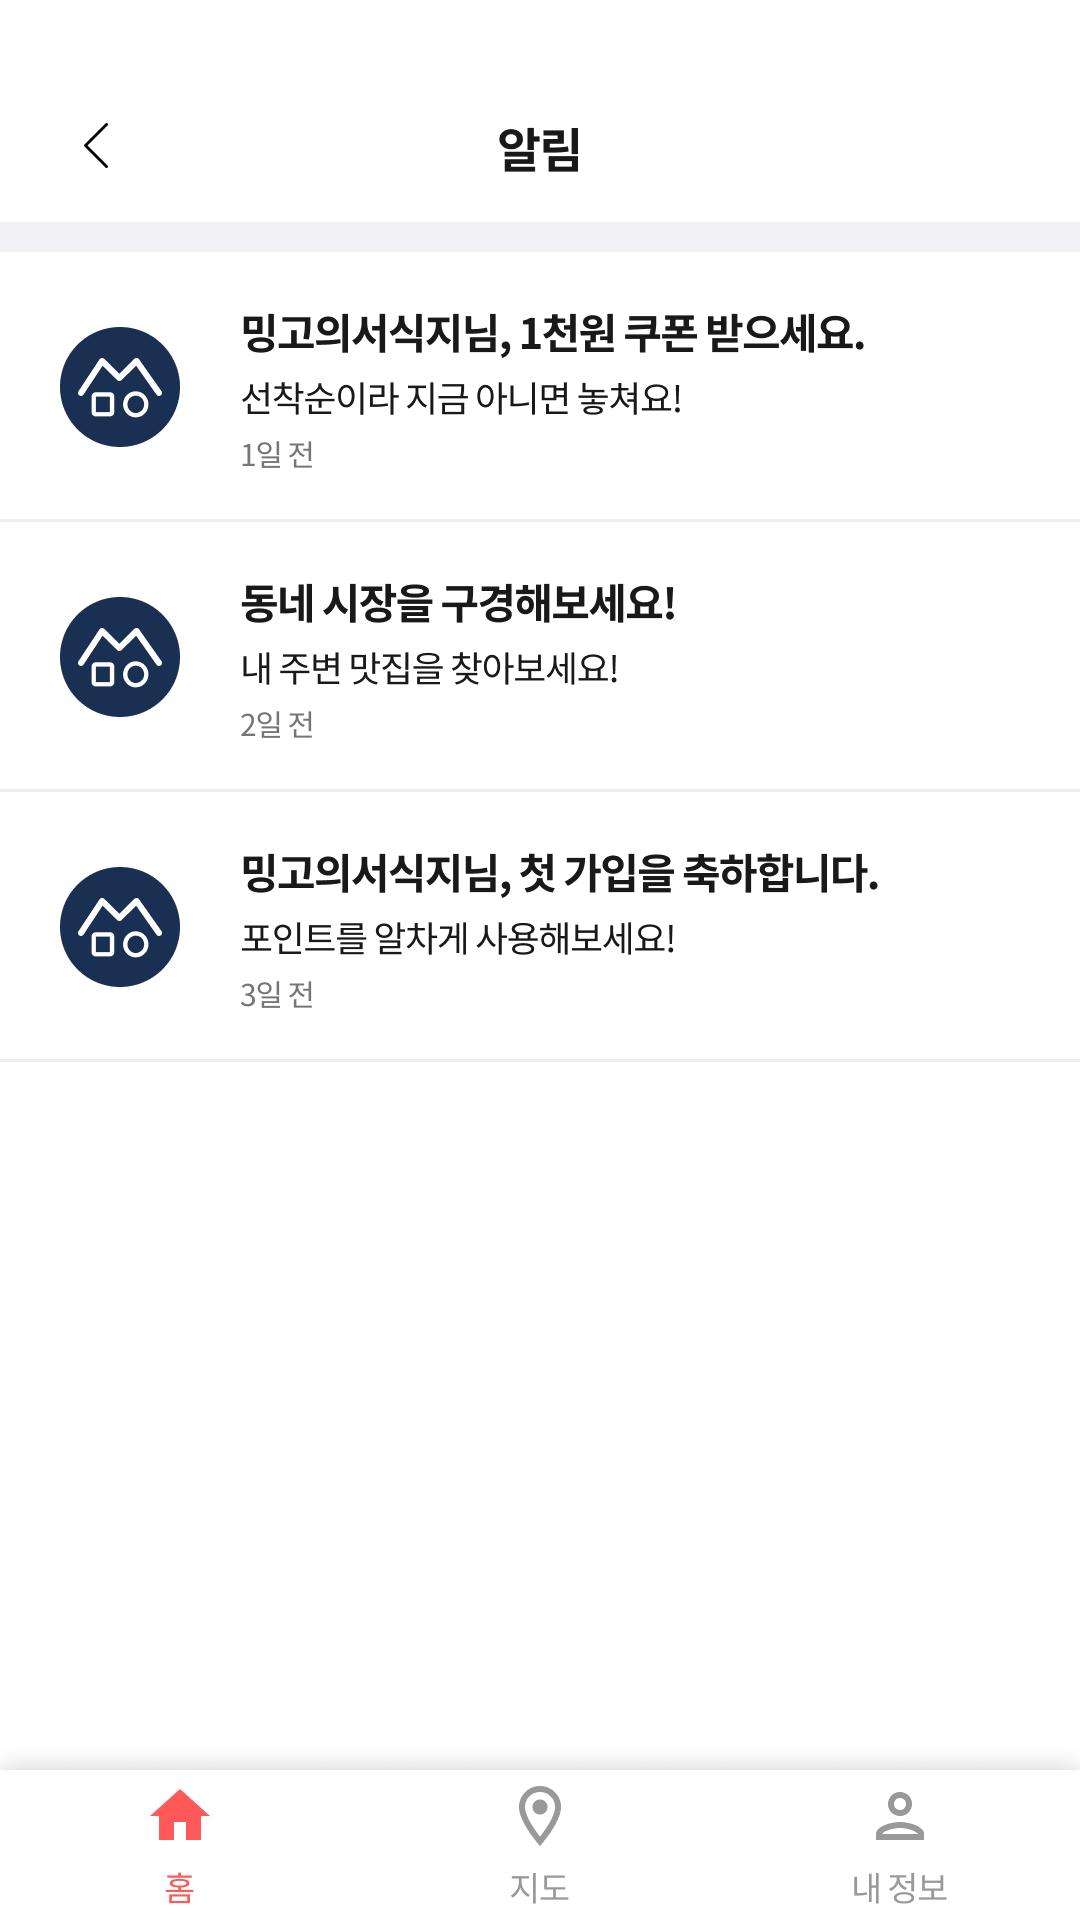 알림
밍고의서식지님, 1천원 쿠폰 받으세요.
선착순이라 지금 아니면 놓쳐요!
1일 전
동네 시장을 구경해보세요!
내 주변 맛집을 찾아보세요!
2일 전
밍고의서식지님, 첫 가입을 축하합니다.
포인트를 알차게 사용해보세요!
3일 전
홈 지도 내 정보